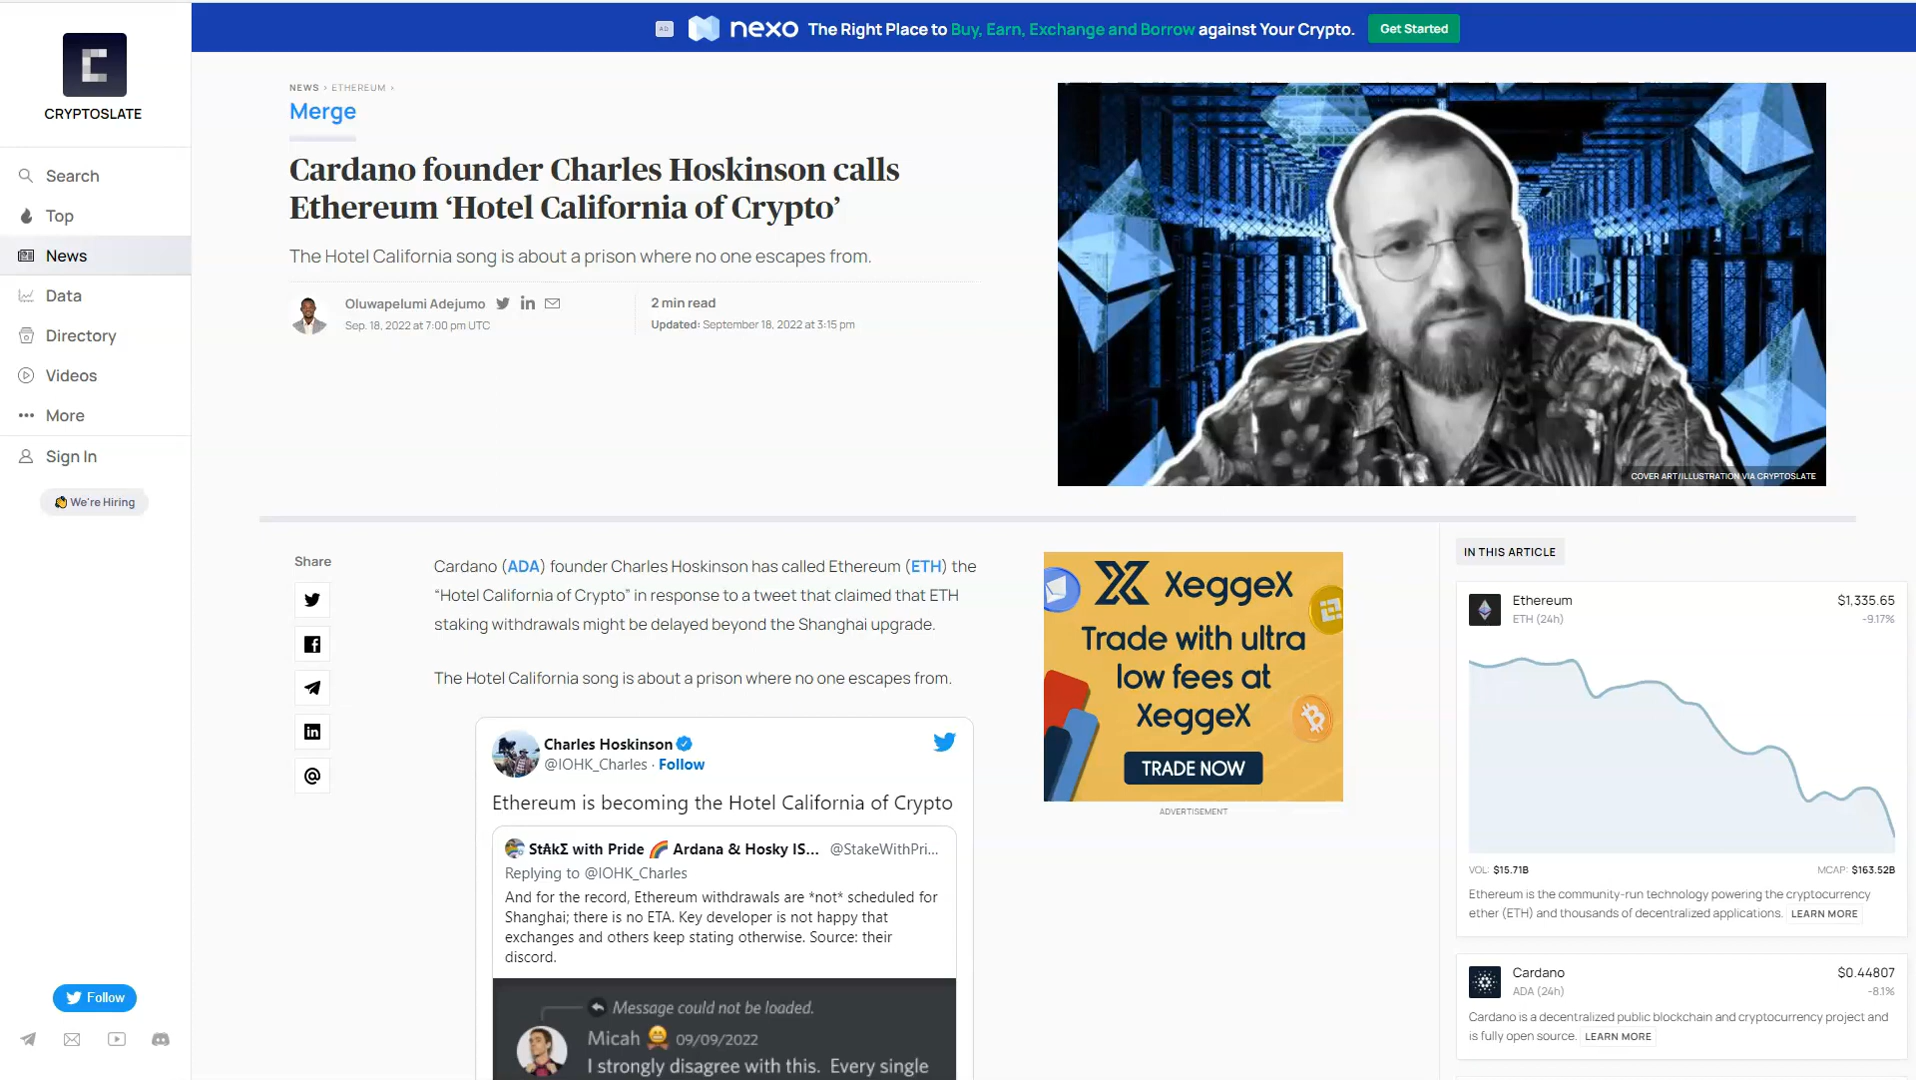 CRYPTOSLATE
Search
Top
News
Data
Directory
Videos
More
Sign In
We're Hiring
Follow
AD
nexo The Right Place to Buy, Earn, Exchange and Borrow against Your Crypto. Get Started
NEWS > ETHEREUM >
Merge
Cardano founder Charles Hoskinson calls
Ethereum ‘Hotel California of Crypto’
The Hotel California song is about a prison where no one escapes from.
Oluwapelumi Adejumo
Sep. 18, 2022 at 7:00 pm UTC
2 min read
Updated: September 18, 2022 at 3:15 pm
COVER ART/ILLUSTRATION VIA CRYPTOSLATE
Share
Cardano (ADA) founder Charles Hoskinson has called Ethereum (ETH) the
“Hotel California of Crypto” in response to a tweet that claimed that ETH
staking withdrawals might be delayed beyond the Shanghai upgrade.
The Hotel California song is about a prison where no one escapes from.
Charles Hoskinson
@IOHK_Charles · Follow
Ethereum is becoming the Hotel California of Crypto
StѦkΣ with Pride 🌈 Ardana & Hosky IS... @StakeWithPri...
Replying to @IOHK_Charles
And for the record, Ethereum withdrawals are *not* scheduled for
Shanghai; there is no ETA. Key developer is not happy that
exchanges and others keep stating otherwise. Source: their
discord.
Message could not be loaded.
Micah 09/09/2022
I strongly disagree with this. Every single
XeggeX
Trade with ultra
low fees at
XeggeX
TRADE NOW
ADVERTISEMENT
IN THIS ARTICLE
Ethereum $1,335.65
ETH (24h) -9.17%
VOL: $15.71B MCAP: $163.52B
Ethereum is the community-run technology powering the cryptocurrency
ether (ETH) and thousands of decentralized applications. LEARN MORE
Cardano $0.44807
ADA (24h) -8.1%
Cardano is a decentralized public blockchain and cryptocurrency project and
is fully open source. LEARN MORE